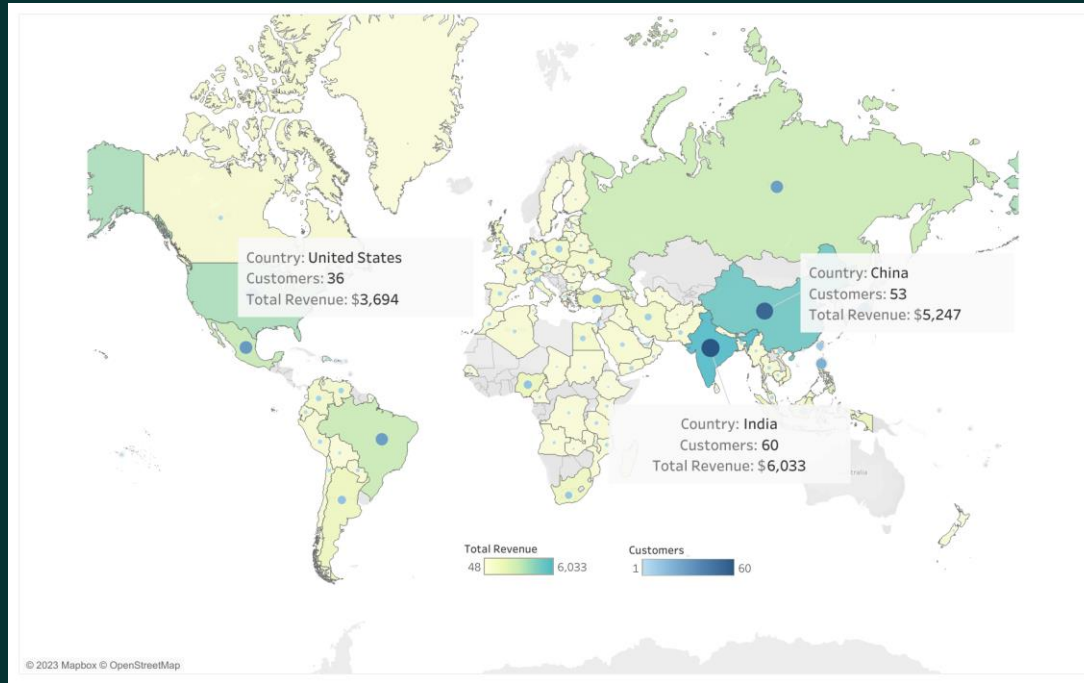 Country: United States
Customers: 36
Total Revenue: $3,694
Country: China
Customers: 53
Total Revenue: $5,247
Country: India
Customers: 60
Total Revenue: $6,033
Total Revenue
48 6,033
Customers
1 60
© 2023 Mapbox © OpenStreetMap